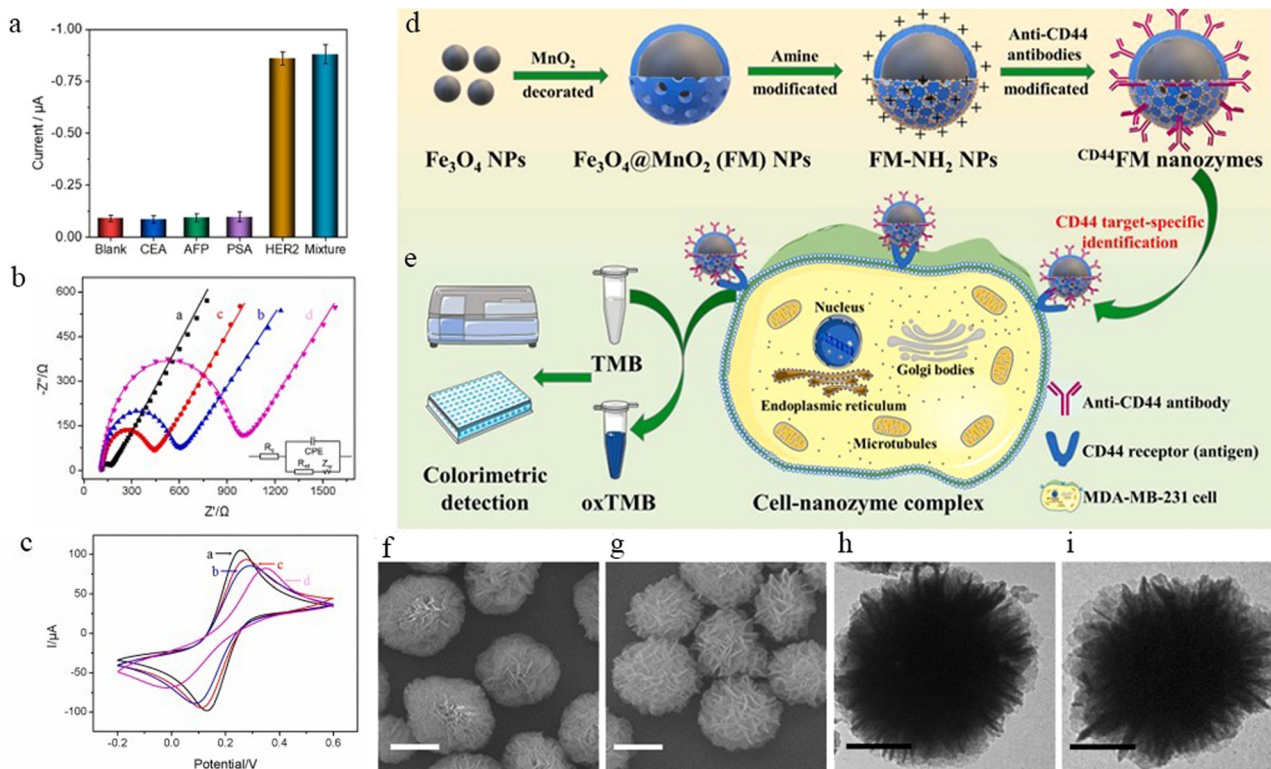 a
-1.00
-0.75
-0.50
-0.25
0.00
Current / μA
Blank CEA AFP PSA HER2 Mixture
b
600
450
300
150
0
-Z''/Ω
a c b d
Rs CPE
0 300 600 900 1200 1500
Z'/Ω
c
100
50
0
-50
-100
I/μA
a
b
c
d
-0.2 0.0 0.2 0.4 0.6
Potential/V
d
MnO2
decorated
Amine
modificated
Anti-CD44
antibodies
modificated
Fe3O4 NPs
Fe3O4@MnO2 (FM) NPs
FM-NH2 NPs
CD44FM nanozymes
CD44 target-specific
identification
e
TMB
oxTMB
Colorimetric
detection
Nucleus
Golgi bodies
Endoplasmic reticulum
Microtubules
Cell-nanozyme complex
Anti-CD44 antibody
CD44 receptor (antigen)
MDA-MB-231 cell
f
g
h
i